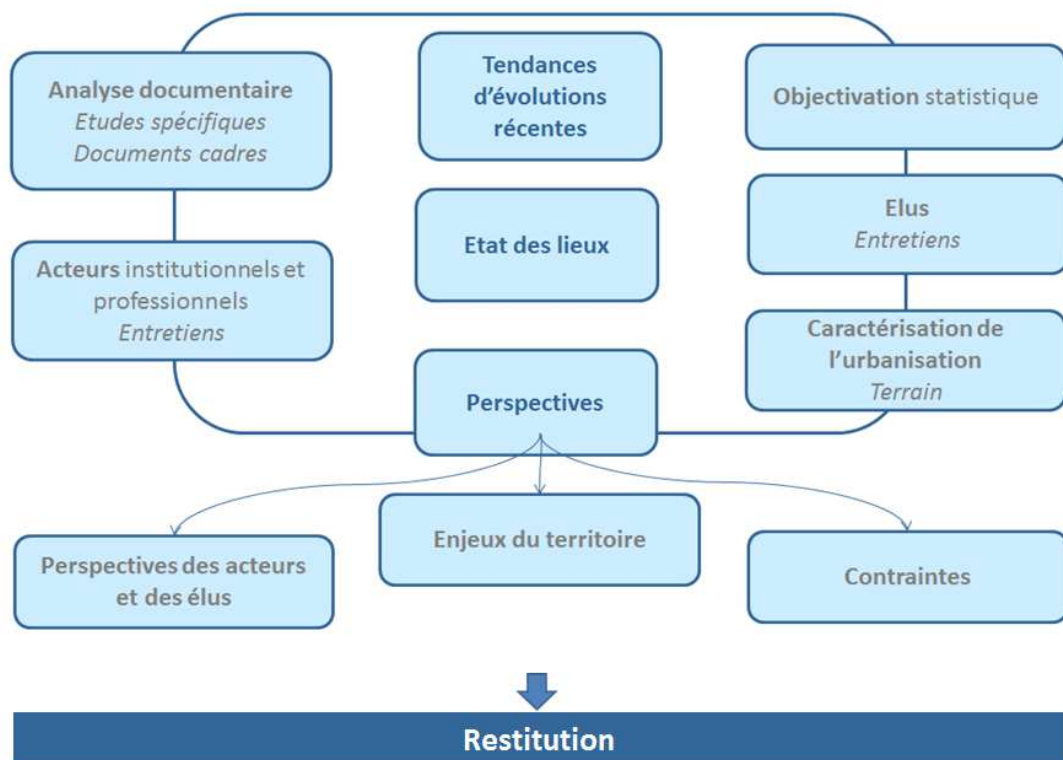 Analyse documentaire
Etudes spécifiques
Documents cadres
Tendances
d'évolutions
récentes
Objectivation statistique
Acteurs institutionnels et
professionnels
Entretiens
Etat des lieux
Elus
Entretiens
Caractérisation de
l'urbanisation
Terrain
Perspectives
Perspectives des acteurs
et des élus
Enjeux du territoire
Contraintes
Restitution